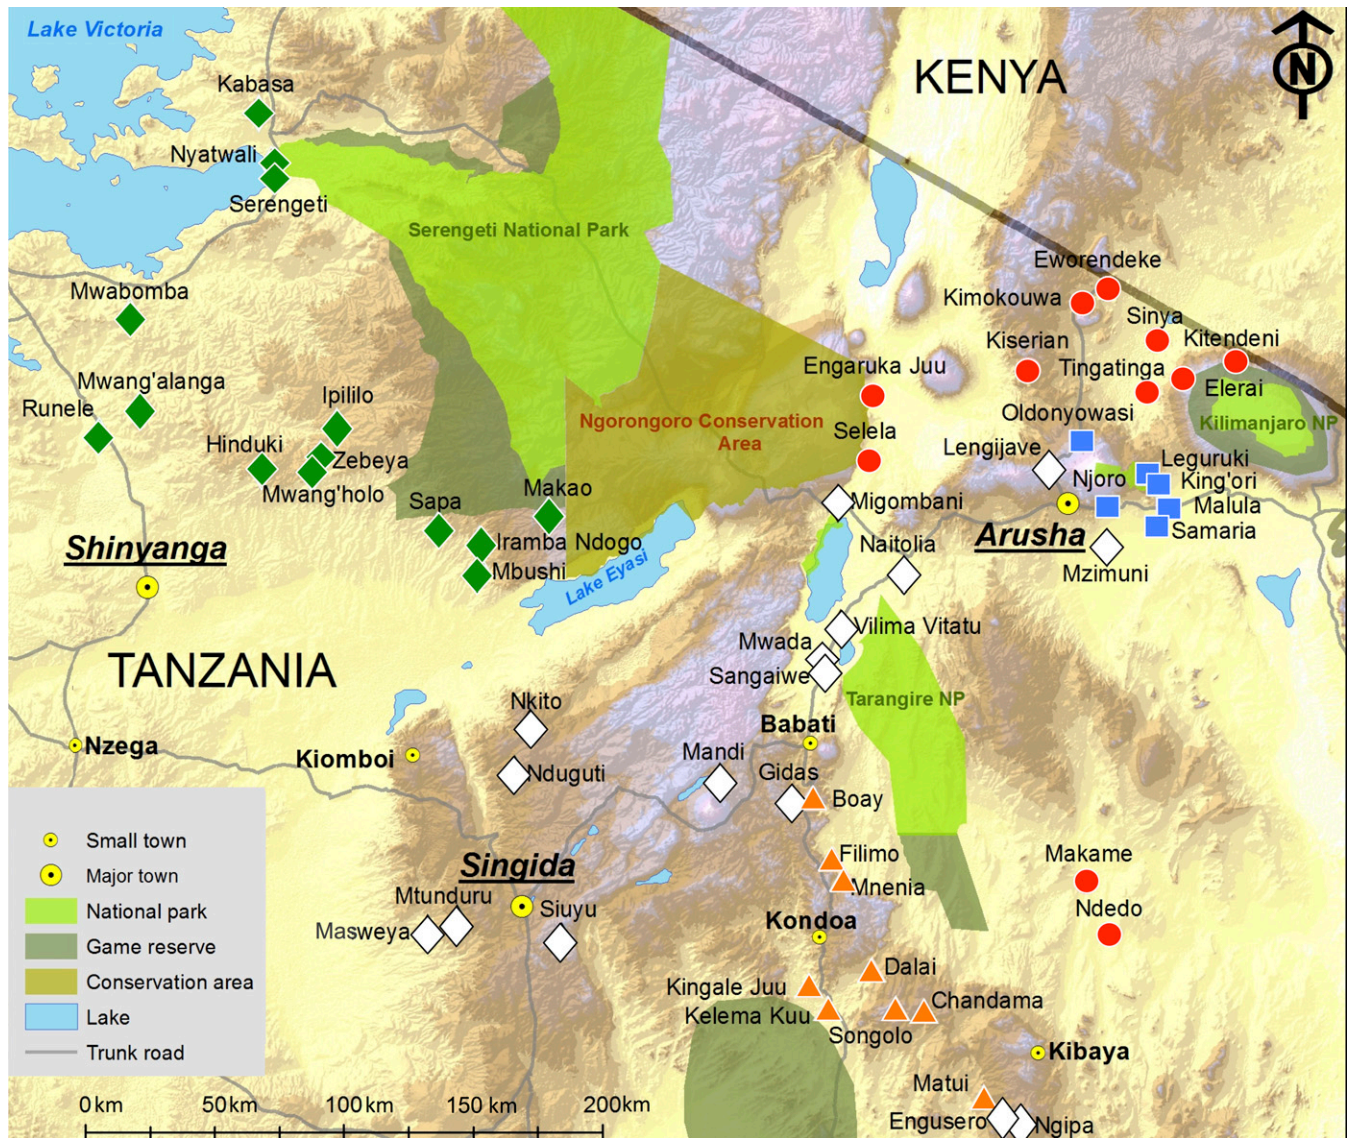 Lake Victoria
Kabasa
KENYA
N
Nyatwali
Serengeti
Serengeti National Park
Eworendeke
Mwabomba
Kimokouwa
Sinya
Kiserian
Kitendeni
Engaruka Juu
Tingatinga
Elerai
Mwang'alanga
Runele
Ipililo
Ngorongoro Conservation
Area
Selela
Oldonyowasi
Kilimanjaro NP
Hinduki
Zebeya
Lengijave
Leguruki
Mwang'holo
Sapa
Makao
Migombani
Njoro
King'ori
Malula
Shinyanga
Iramba Ndogo
Naitolia
Arusha
Samaria
Mbushi
Lake Eyasi
Mzimuni
TANZANIA
Mwada
Vilima Vitatu
Sangaiwe
Nkito
Tarangire NP
Babati
Nzega
Kiomboi
Nduguti
Mandi
Gidas
Boay
Small town
Major town
National park
Game reserve
Conservation area
Lake
Trunk road
Singida
Filimo
Makame
Mtunduru
Mnenia
Masweya
Siuyu
Kondoa
Ndedo
Dalai
Kingale Juu
Chandama
Kelema Kuu
Songolo
Kibaya
Matui
Engusero
Ngipa
0km 50km 100km 150 km 200km